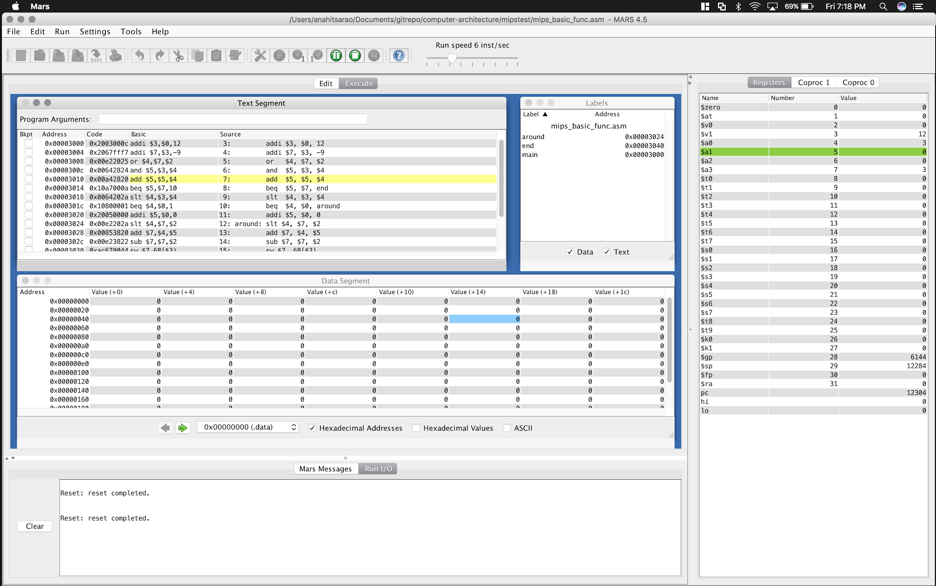 Mars
69% Fri 7:18 PM
/Users/anahitsarao/Documents/gitrepo/computer-architecture/mipstest/mips_basic_func.asm - MARS 4.5
File Edit Run Settings Tools Help
Run speed 6 inst/sec
Edit Execute
Text Segment
Program Arguments:
Bkpt Address Code Basic Source
0x00003000 0x2003000c addi $3,$0,12 3: addi $3, $0, 12
0x00003004 0x2067fff7 addi $7,$3,-9 4: addi $7, $3, -9
0x00003008 0x00e22025 or $4,$7,$2 5: or $4, $7, $2
0x0000300c 0x00642824 and $5,$3,$4 6: and $5, $3, $4
0x00003010 0x00a42820 add $5,$5,$4 7: add $5, $5, $4
0x00003014 0x10a7000a beq $5,$7,10 8: beq $5, $7, end
0x00003018 0x0064202a slt $4,$3,$4 9: slt $4, $3, $4
0x0000301c 0x10800001 beq $4,$0,1 10: beq $4, $0, around
0x00003020 0x20050000 addi $5,$0,0 11: addi $5, $0, 0
0x00003024 0x00e2202a slt $4,$7,$2 12: around: slt $4, $7, $2
0x00003028 0x00853820 add $7,$4,$5 13: add $7, $4, $5
0x0000302c 0x00e23822 sub $7,$7,$2 14: sub $7, $7, $2
0x00003030 0xac670044 sw $7,68($3) 15: sw $7, 68($3)
Labels
Label ▲ Address
mips_basic_func.asm
around 0x00003024
end 0x00003040
main 0x00003000
Data Text
Data Segment
Address Value (+0) Value (+4) Value (+8) Value (+c) Value (+10) Value (+14) Value (+18) Value (+1c)
0x00000000 0 0 0 0 0 0 0 0
0x00000020 0 0 0 0 0 0 0 0
0x00000040 0 0 0 0 0 0 0 0
0x00000060 0 0 0 0 0 0 0 0
0x00000080 0 0 0 0 0 0 0 0
0x000000a0 0 0 0 0 0 0 0 0
0x000000c0 0 0 0 0 0 0 0 0
0x000000e0 0 0 0 0 0 0 0 0
0x00000100 0 0 0 0 0 0 0 0
0x00000120 0 0 0 0 0 0 0 0
0x00000140 0 0 0 0 0 0 0 0
0x00000160 0 0 0 0 0 0 0 0
0x00000000 (.data) Hexadecimal Addresses Hexadecimal Values ASCII
Mars Messages Run I/O
Reset: reset completed.
Reset: reset completed.
Clear
Registers Coproc 1 Coproc 0
Name Number Value
$zero 0 0
$at 1 0
$v0 2 0
$v1 3 12
$a0 4 3
$a1 5 0
$a2 6 0
$a3 7 3
$t0 8 0
$t1 9 0
$t2 10 0
$t3 11 0
$t4 12 0
$t5 13 0
$t6 14 0
$t7 15 0
$s0 16 0
$s1 17 0
$s2 18 0
$s3 19 0
$s4 20 0
$s5 21 0
$s6 22 0
$s7 23 0
$t8 24 0
$t9 25 0
$k0 26 0
$k1 27 0
$gp 28 6144
$sp 29 12284
$fp 30 0
$ra 31 0
pc 12304
hi 0
lo 0